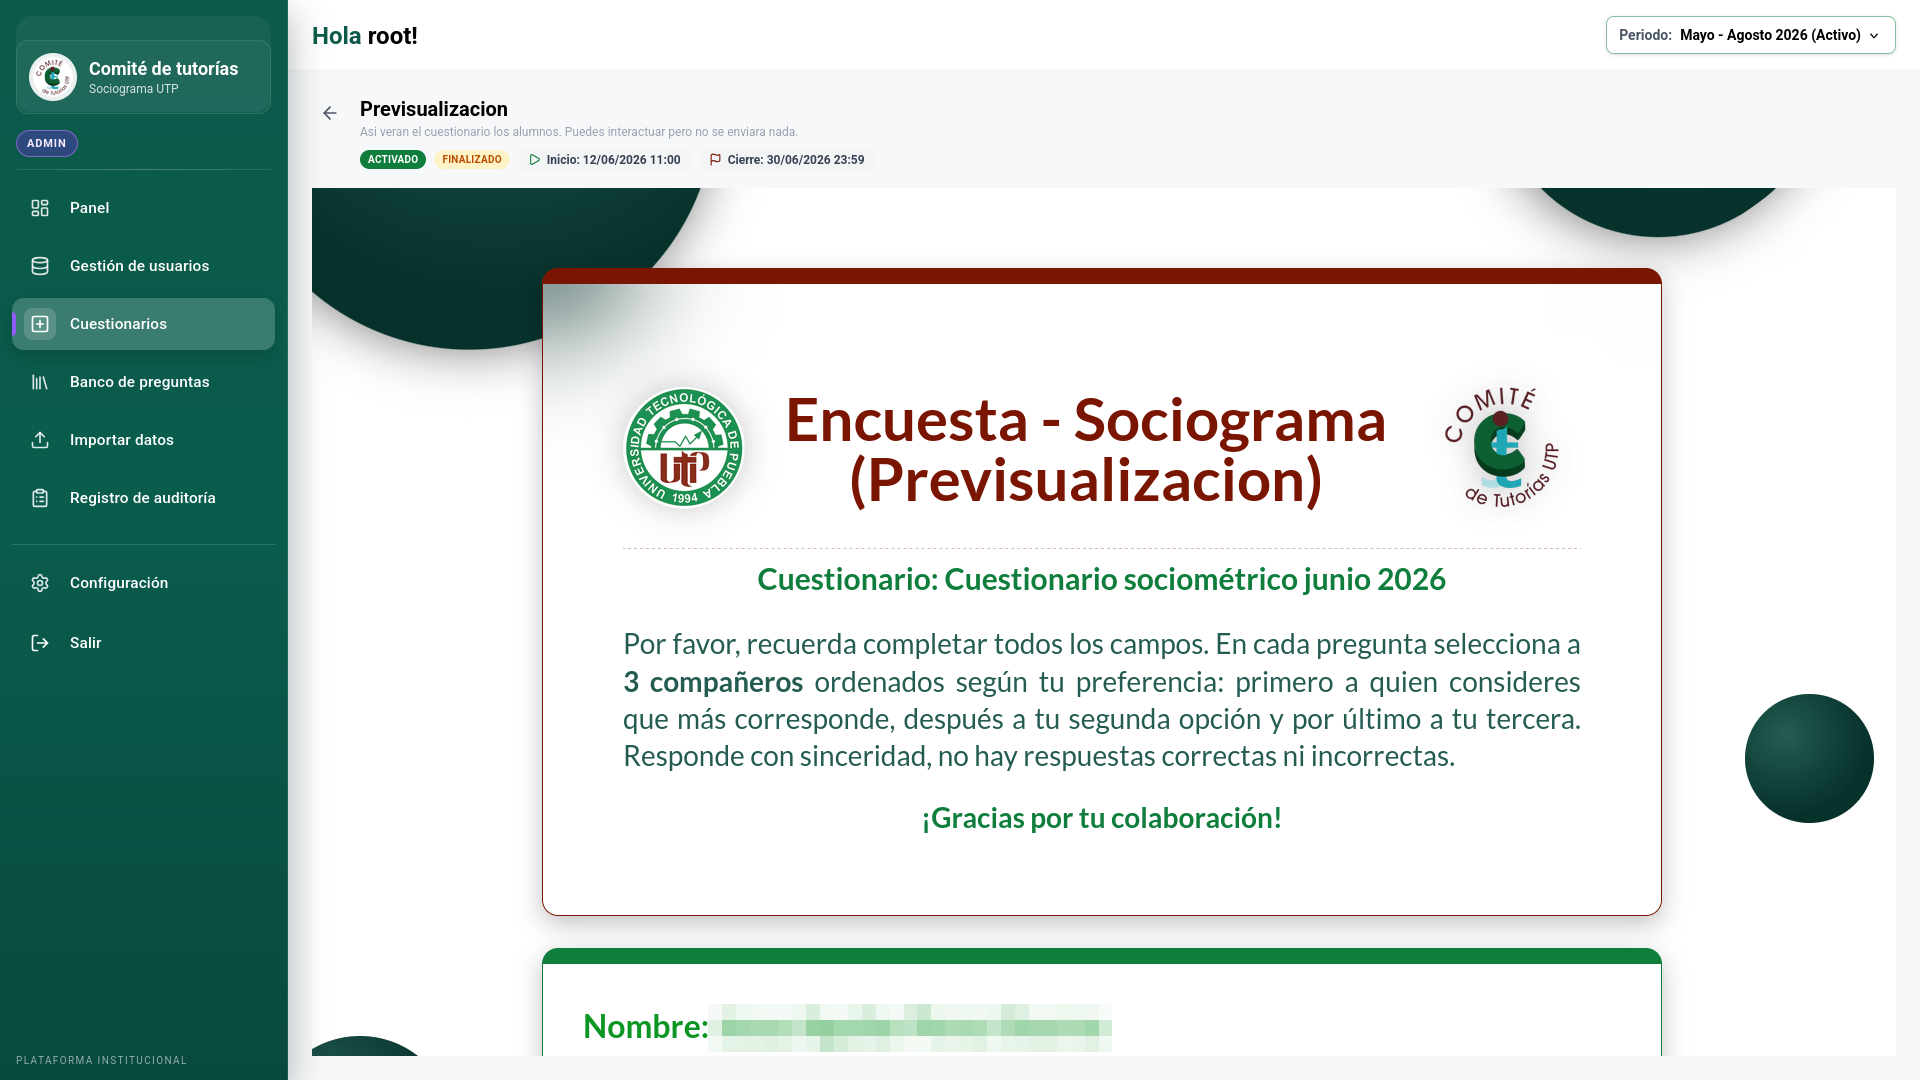 Comité de tutorías
Sociograma UTP
ADMIN
Panel
Gestión de usuarios
Cuestionarios
Banco de preguntas
Importar datos
Registro de auditoría
Configuración
Salir
PLATAFORMA INSTITUCIONAL
Hola root!
Periodo: Mayo - Agosto 2026 (Activo)
Previsualizacion
Asi veran el cuestionario los alumnos. Puedes interactuar pero no se enviara nada.
ACTIVADO FINALIZADO Inicio: 12/06/2026 11:00 Cierre: 30/06/2026 23:59
UNIVERSIDAD TECNOLÓGICA DE PUEBLA
UTP
1994
Encuesta - Sociograma
(Previsualizacion)
COMITÉ
de Tutorías UTP
Cuestionario: Cuestionario sociométrico junio 2026
Por favor, recuerda completar todos los campos. En cada pregunta selecciona a
3 compañeros ordenados según tu preferencia: primero a quien consideres
que más corresponde, después a tu segunda opción y por último a tu tercera.
Responde con sinceridad, no hay respuestas correctas ni incorrectas.
¡Gracias por tu colaboración!
Nombre: